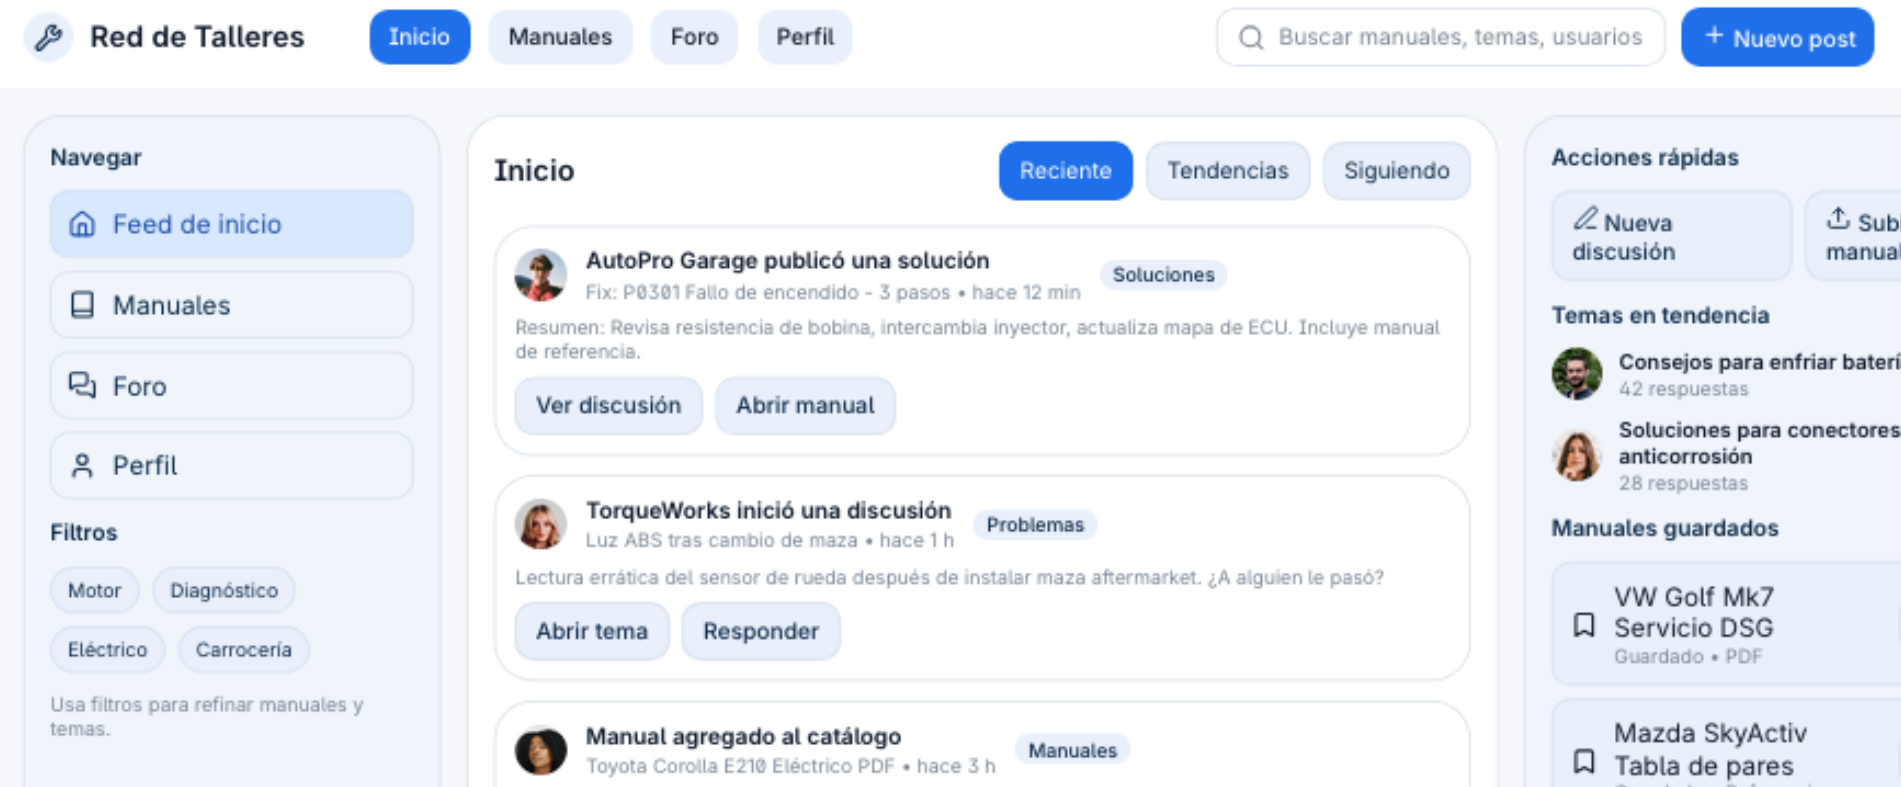 Red de Talleres
Inicio
Manuales
Foro
Perfil
Buscar manuales, temas, usuarios
+ Nuevo post
Navegar
Feed de inicio
Manuales
Foro
Perfil
Filtros
Motor
Diagnóstico
Eléctrico
Carrocería
Usa filtros para refinar manuales y
temas.
Inicio
Reciente
Tendencias
Siguiendo
AutoPro Garage publicó una solución
Fix: P0301 Fallo de encendido - 3 pasos • hace 12 min
Soluciones
Resumen: Revisa resistencia de bobina, intercambia inyector, actualiza mapa de ECU. Incluye manual
de referencia.
Ver discusión
Abrir manual
TorqueWorks inició una discusión
Luz ABS tras cambio de maza • hace 1 h
Problemas
Lectura errática del sensor de rueda después de instalar maza aftermarket. ¿A alguien le pasó?
Abrir tema
Responder
Manual agregado al catálogo
Toyota Corolla E210 Eléctrico PDF • hace 3 h
Manuales
Acciones rápidas
Nueva
discusión
Temas en tendencia
Consejos para enfriar
42 respuestas
Soluciones para conectores
anticorrosión
28 respuestas
Manuales guardados
VW Golf Mk7
Servicio DSG
Guardado • PDF
Mazda SkyActiv
Tabla de pares